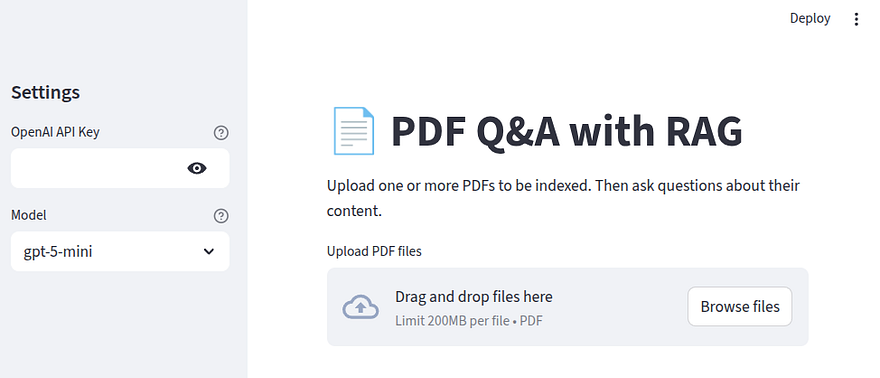 Deploy
Settings
OpenAI API Key
Model
gpt-5-mini
PDF Q&A with RAG
Upload one or more PDFs to be indexed. Then ask questions about their
content.
Upload PDF files
Drag and drop files here
Limit 200MB per file • PDF
Browse files